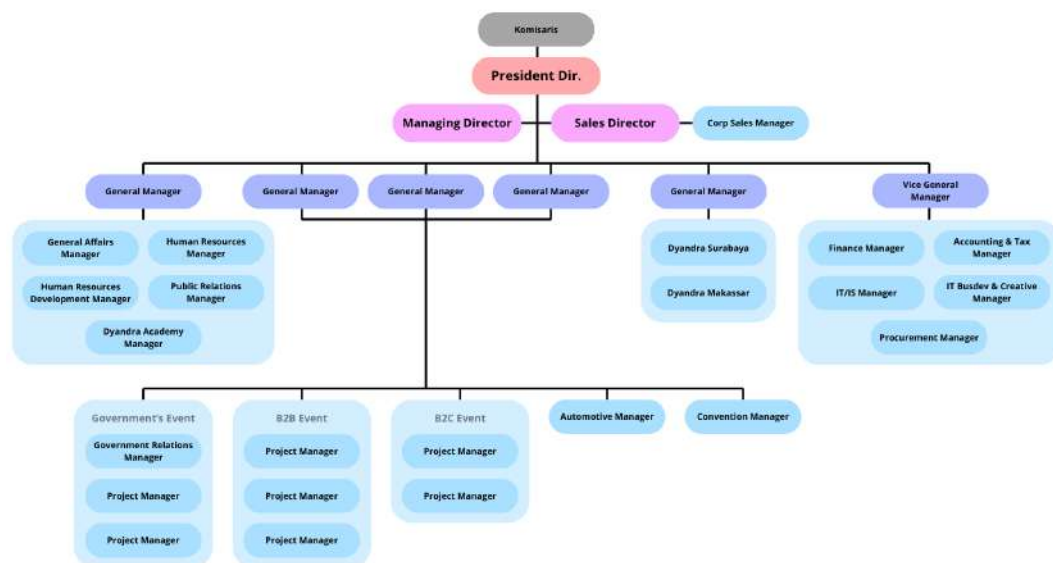 Komisaris
President Dir.
Managing Director
Sales Director
Corp Sales Manager
General Manager
General Manager
General Manager
General Manager
General Manager
Vice General
Manager
General Affairs
Manager
Human Resources
Manager
Human Resources
Development Manager
Public Relations
Manager
Dyandra Academy
Manager
Dyandra Surabaya
Dyandra Makassar
Finance Manager
Accounting & Tax
Manager
IT/IS Manager
IT Busdev & Creative
Manager
Procurement Manager
Government's Event
Government Relations
Manager
Project Manager
Project Manager
B2B Event
Project Manager
Project Manager
Project Manager
B2C Event
Project Manager
Project Manager
Automotive Manager
Convention Manager